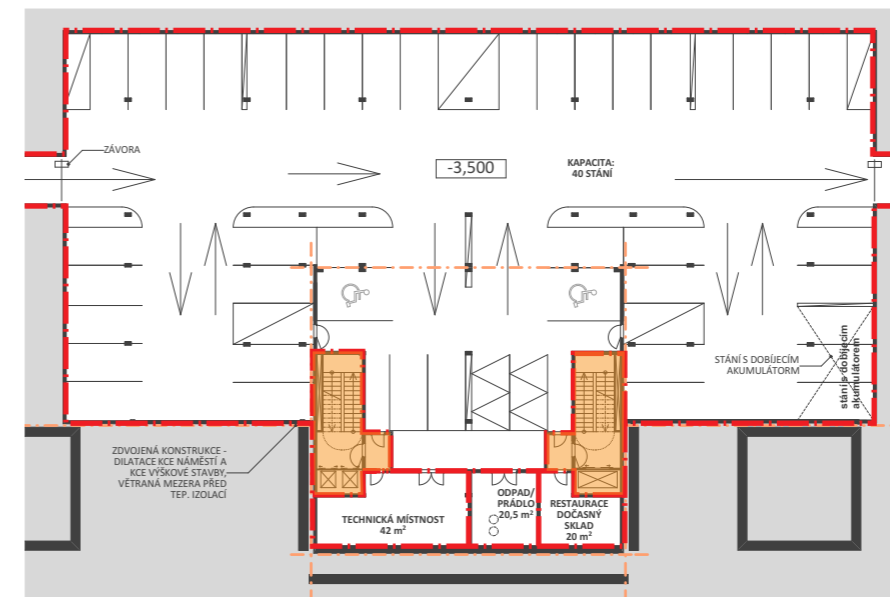 ZÁVORA
-3,500
KAPACITA:
40 STÁNÍ
STÁNÍ S DOBÍJECÍM
AKUMULÁTORM
stání s dobíjecím
akumulátorem
ZDVOJENÁ KONSTRUKCE -
DILATACE KCE NÁMĚSTÍ A
KCE VÝŠKOVÉ STAVBY,
VĚTRANÁ MEZERA PŘED
TEP. IZOLACÍ
TECHNICKÁ MÍSTNOST
42 m²
ODPAD/
PRÁDLO
20,5 m²
RESTAURACE
DOČASNÝ
SKLAD
20 m²